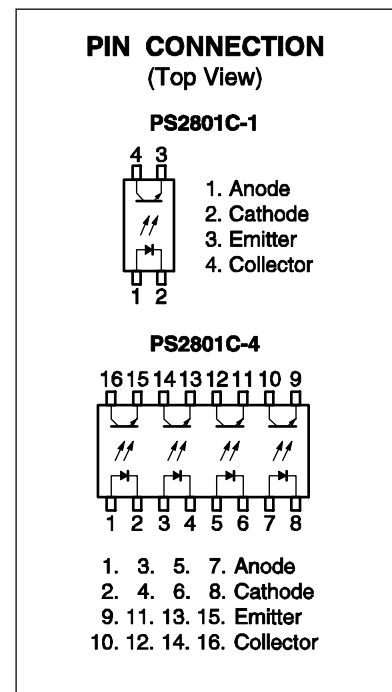 PIN CONNECTION
(Top View)
PS2801C-1
4 3
1. Anode
2. Cathode
3. Emitter
4. Collector
1 2
PS2801C-4
16 15 14 13 12 11 10 9
1 2 3 4 5 6 7 8
1. 3. 5. 7. Anode
2. 4. 6. 8. Cathode
9. 11. 13. 15. Emitter
10. 12. 14. 16. Collector